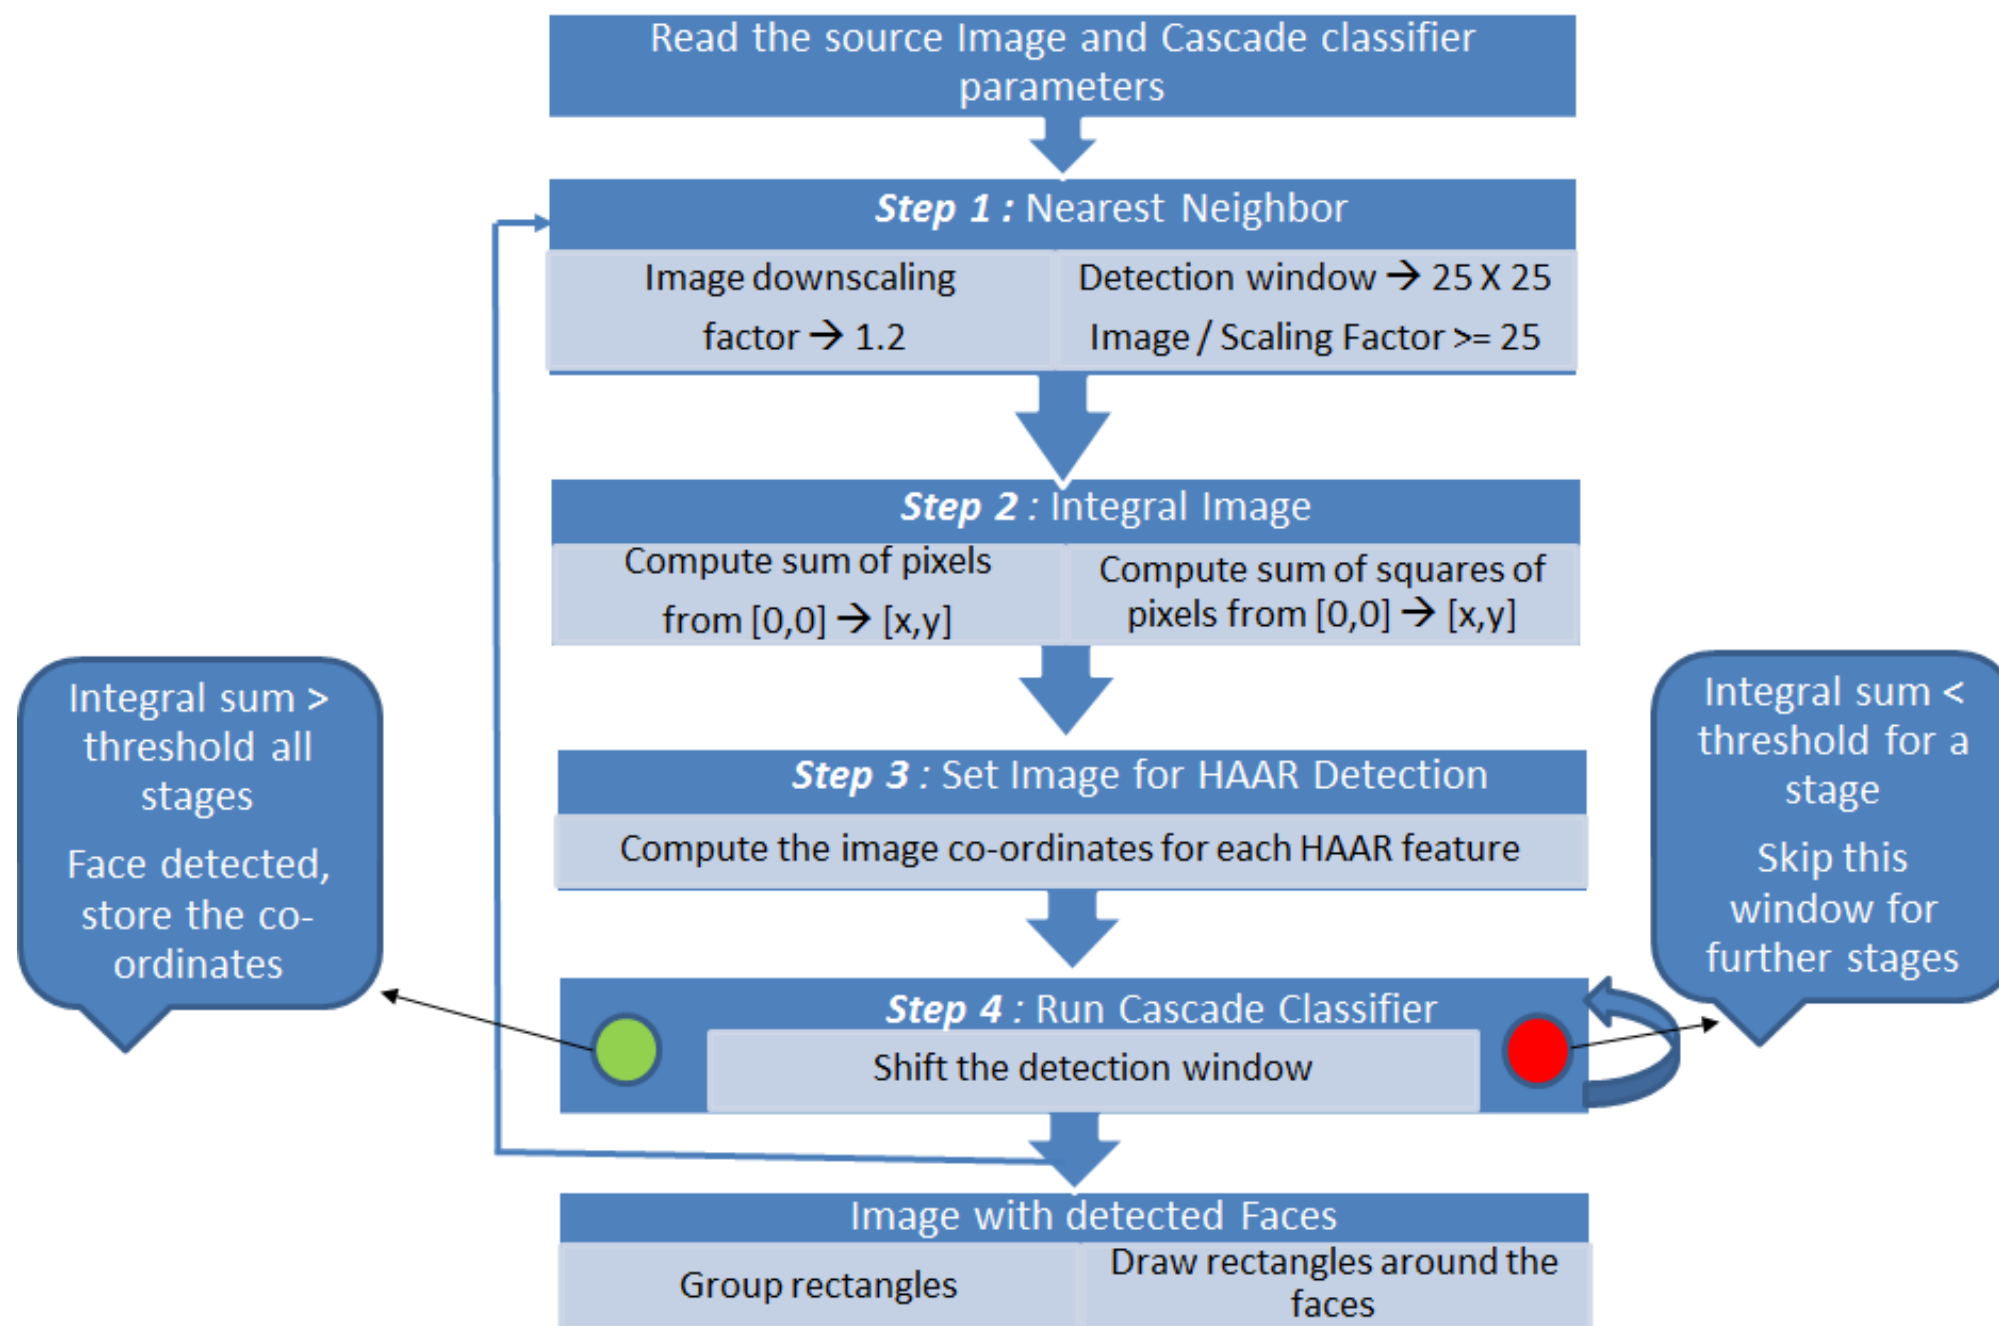 Read the source Image and Cascade classifier
parameters
Step 1 : Nearest Neighbor
Image downscaling
factor → 1.2
Detection window → 25 X 25
Image / Scaling Factor >= 25
Step 2 : Integral Image
Compute sum of pixels
from [0,0] → [x,y]
Compute sum of squares of
pixels from [0,0] → [x,y]
Integral sum >
threshold all
stages
Face detected,
store the co-
ordinates
Integral sum <
threshold for a
stage
Skip this
window for
further stages
Step 3 : Set Image for HAAR Detection
Compute the image co-ordinates for each HAAR feature
Step 4 : Run Cascade Classifier
Shift the detection window
Image with detected Faces
Group rectangles
Draw rectangles around the
faces